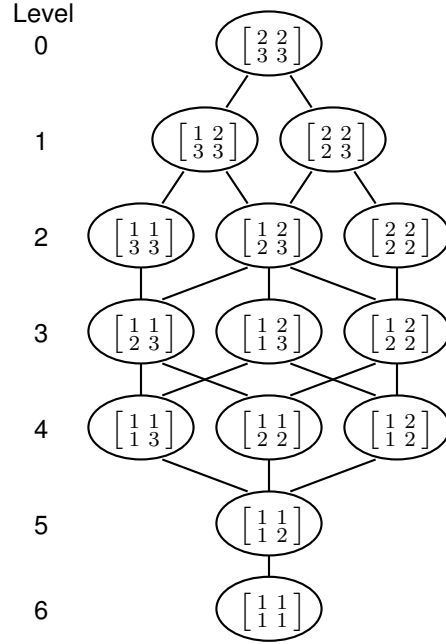 Level
0 [2 2 3 3]
1 [1 2 3 3] [2 2 2 3]
2 [1 1 3 3] [1 2 2 3] [2 2 2 2]
3 [1 1 2 3] [1 2 1 3] [1 2 2 2]
4 [1 1 1 3] [1 1 2 2] [1 2 1 2]
5 [1 1 1 2]
6 [1 1 1 1]